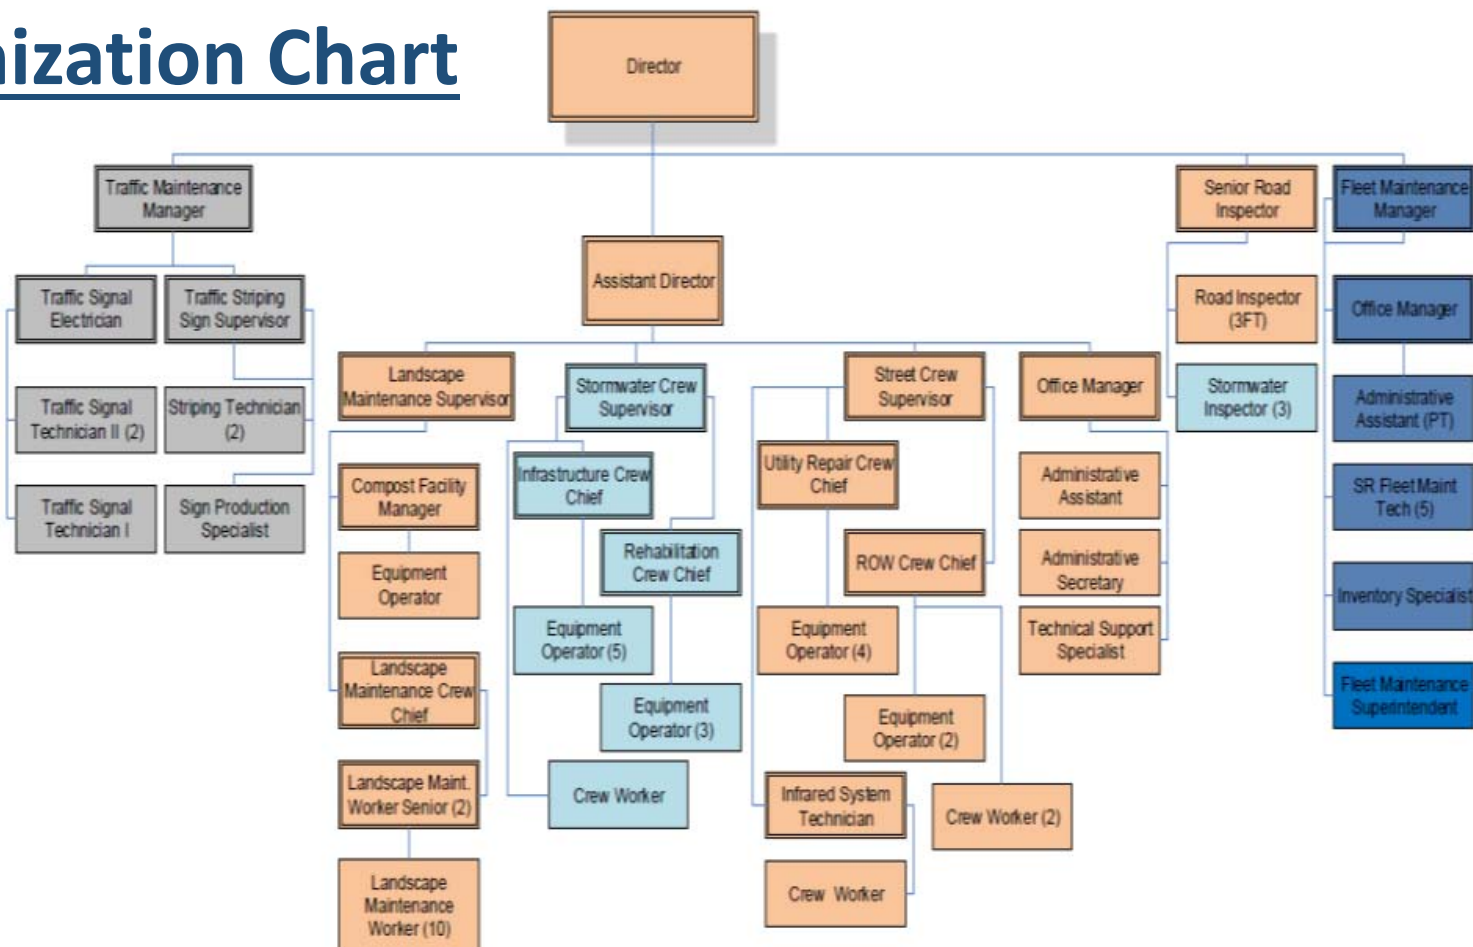 nization Chart
Director
Traffic Maintenance
Manager
Senior Road
Inspector
Fleet Maintenance
Manager
Assistant Director
Traffic Signal
Electrician
Traffic Striping
Sign Supervisor
Road Inspector
(3FT)
Office Manager
Landscape
Maintenance Supervisor
Stormwater Crew
Supervisor
Street Crew
Supervisor
Office Manager
Stormwater
Inspector (3)
Administrative
Assistant (PT)
Traffic Signal
Technician II (2)
Striping Technician
(2)
Compost Facility
Manager
Infrastructure Crew
Chief
Utility Repair Crew
Chief
Administrative
Assistant
SR Fleet Maint
Tech (5)
Traffic Signal
Technician I
Sign Production
Specialist
Equipment
Operator
Rehabilitation
Crew Chief
ROW Crew Chief
Administrative
Secretary
Inventory Specialist
Equipment
Operator (5)
Equipment
Operator (4)
Technical Support
Specialist
Landscape
Maintenance Crew
Chief
Equipment
Operator (3)
Equipment
Operator (2)
Fleet Maintenance
Superintendent
Landscape Maint.
Worker Senior (2)
Crew Worker
Infrared System
Technician
Crew Worker (2)
Landscape
Maintenance
Worker (10)
Crew Worker